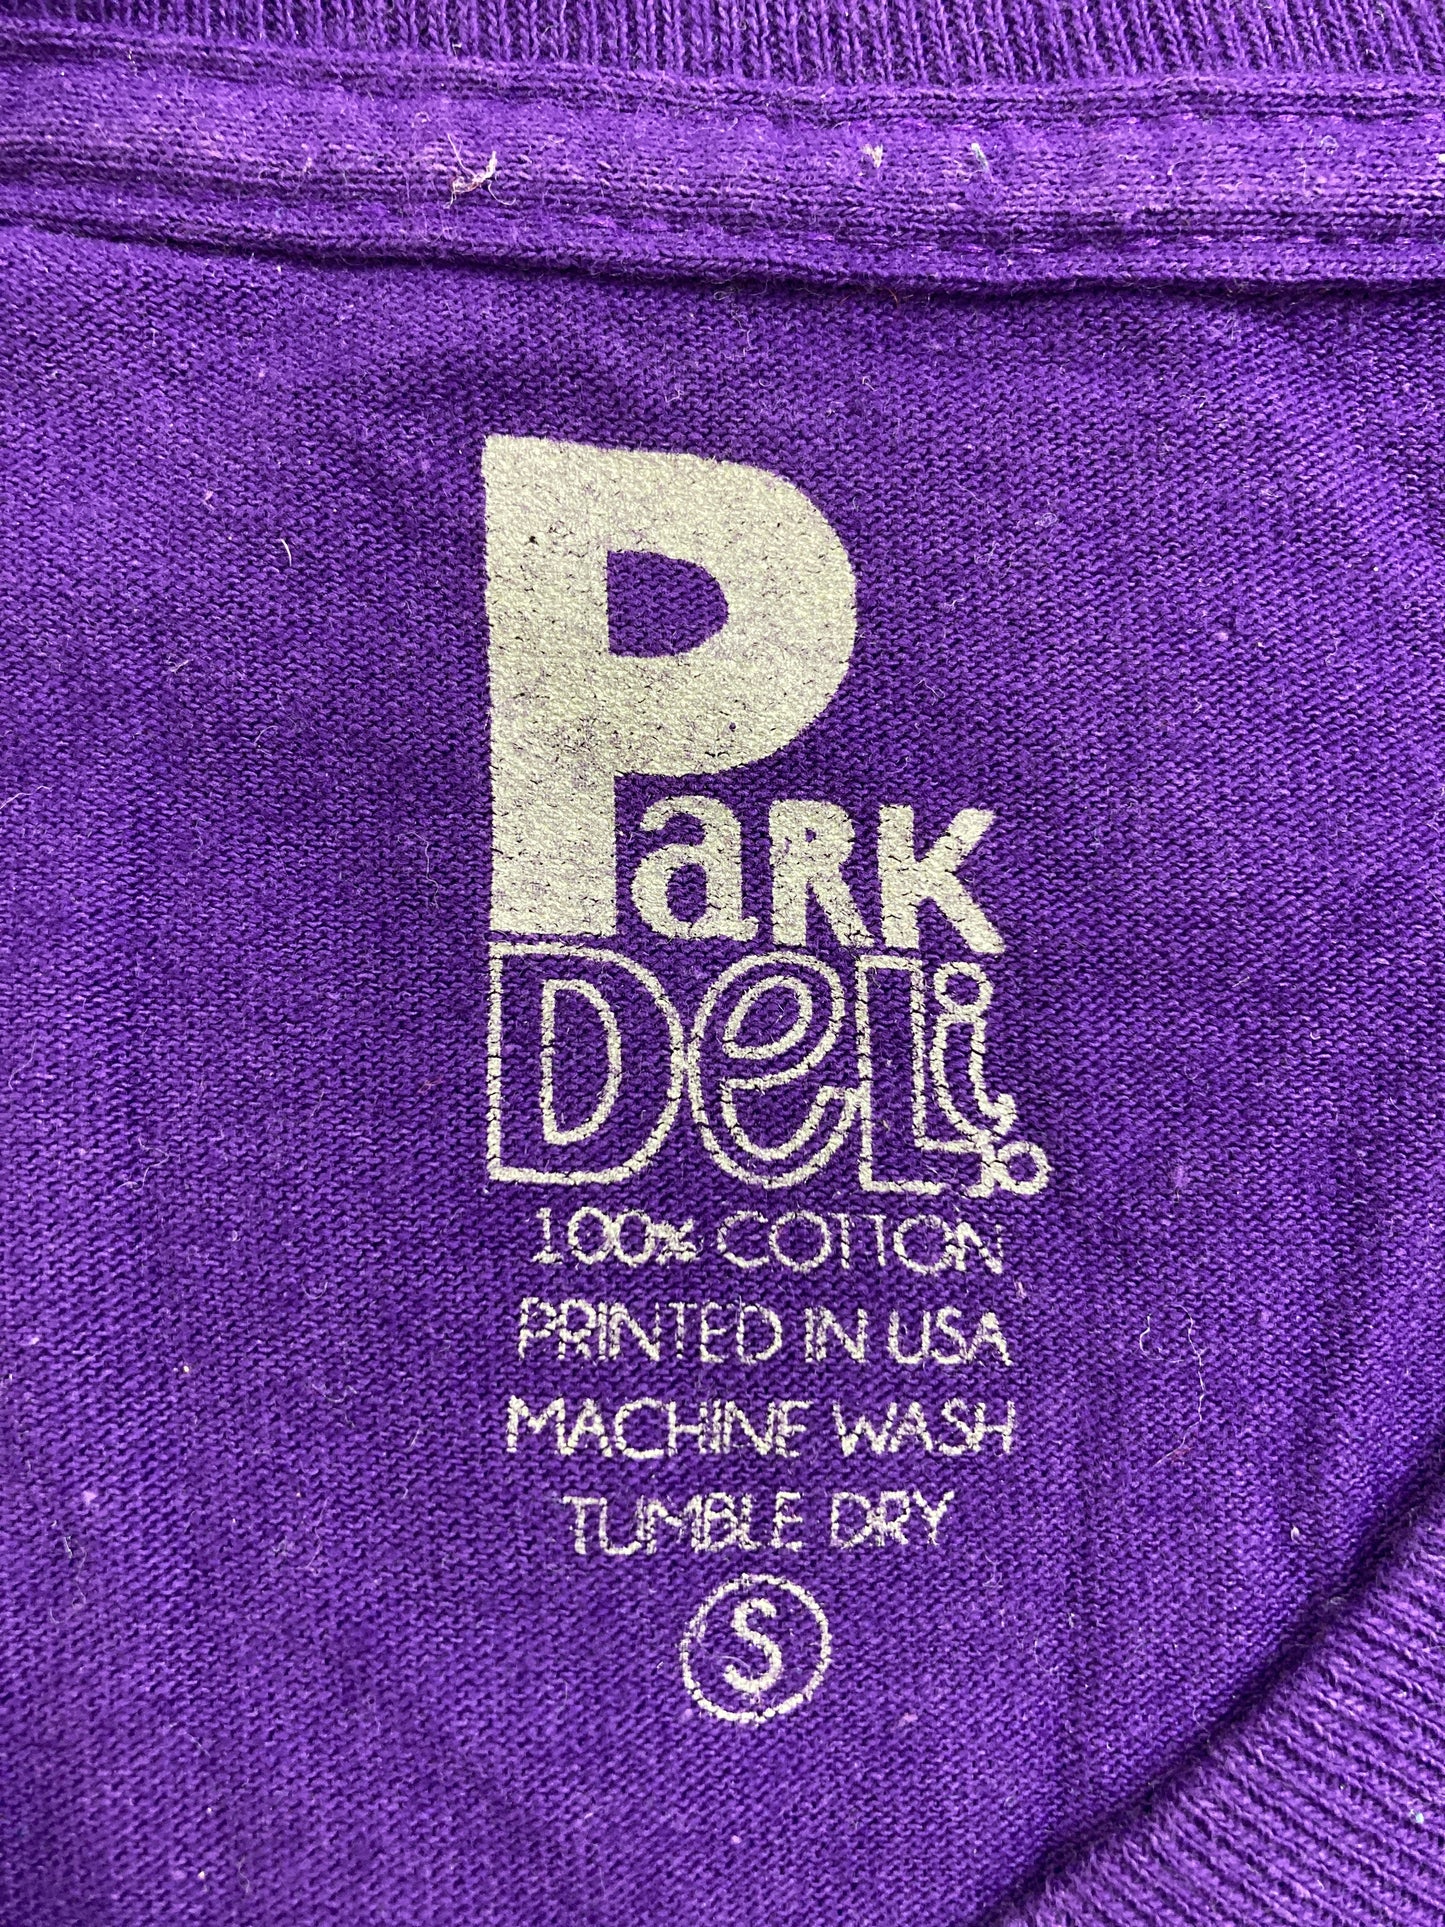 PaRK
DeLi
100% COTTON
PRINTED IN USA
MACHINE WASH
TUMBLE DRY
S